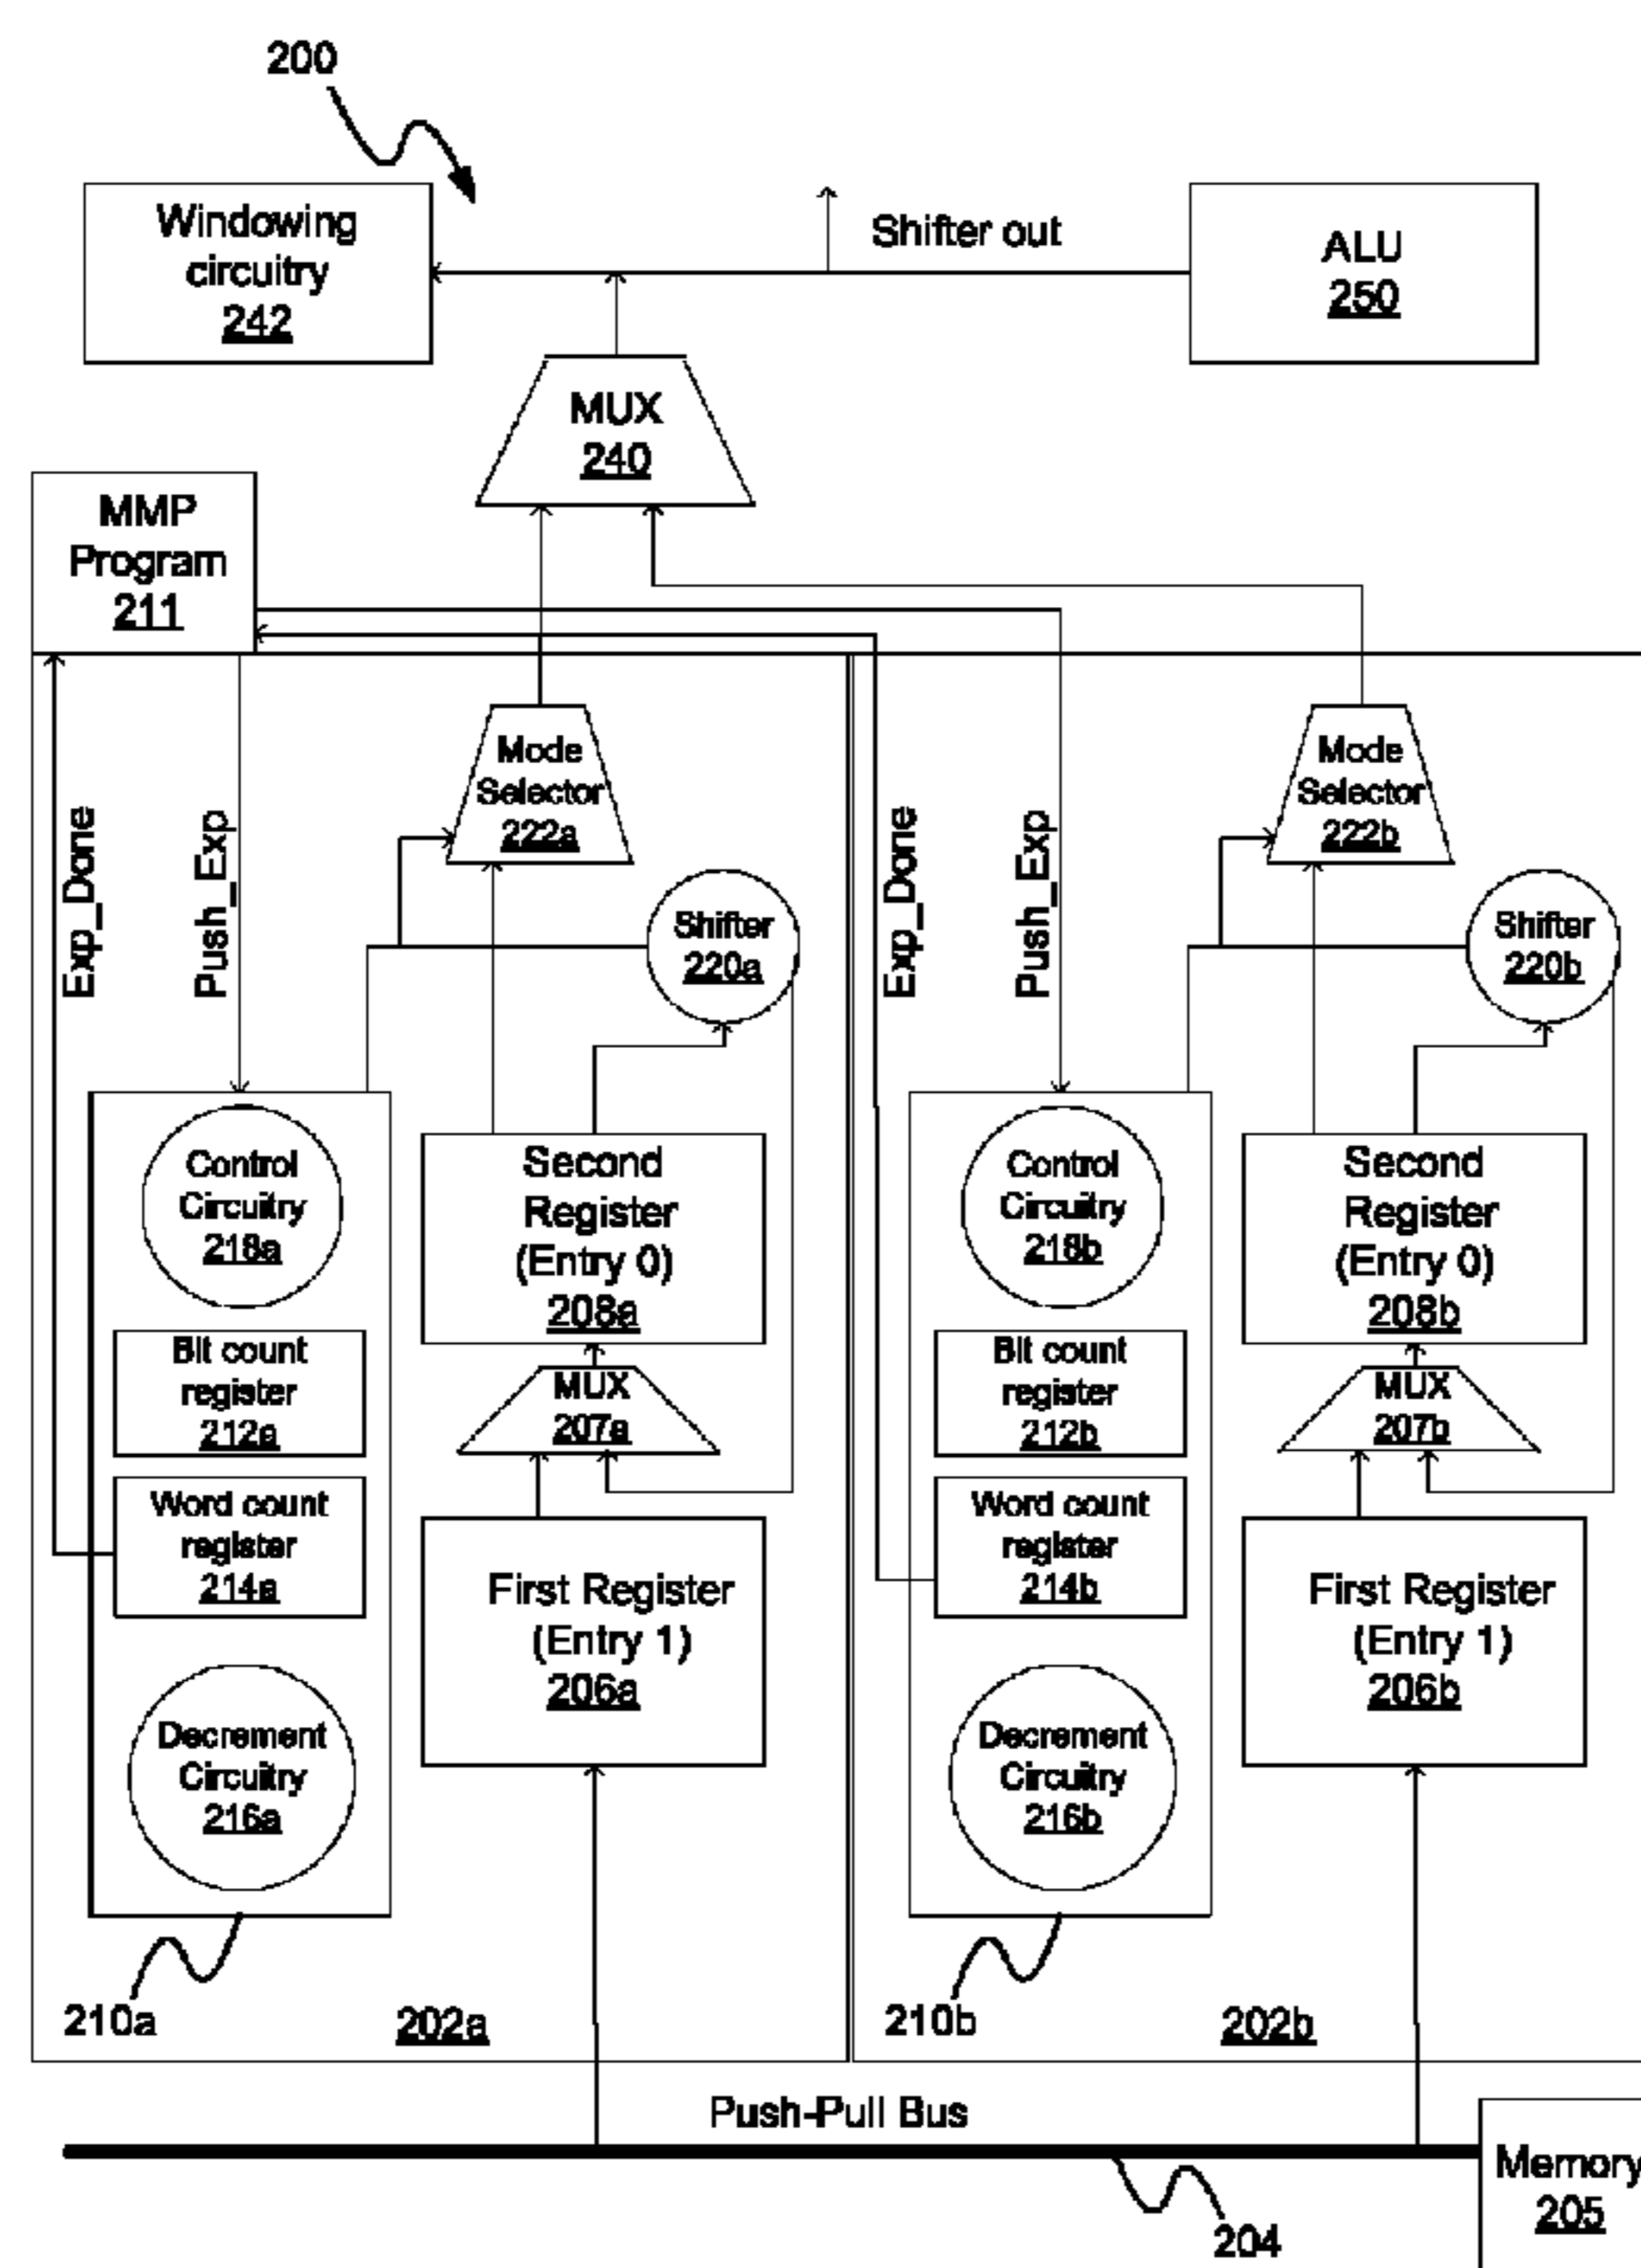 200
Windowing
circuitry
242
Shifter out
ALU
250
MUX
240
MMP
Program
211
Exp_Done
Push_Exp
Mode
Selector
222a
Shifter
220a
Control
Circuitry
218a
Second
Register
(Entry 0)
208a
Bit count
register
212a
MUX
207a
Word count
register
214a
First Register
(Entry 1)
206a
Decrement
Circuitry
216a
210a
202a
Exp_Done
Push_Exp
Mode
Selector
222b
Shifter
220b
Control
Circuitry
218b
Second
Register
(Entry 0)
208b
Bit count
register
212b
MUX
207b
Word count
register
214b
First Register
(Entry 1)
206b
Decrement
Circuitry
216b
210b
202b
Push-Pull Bus
204
Memory
205